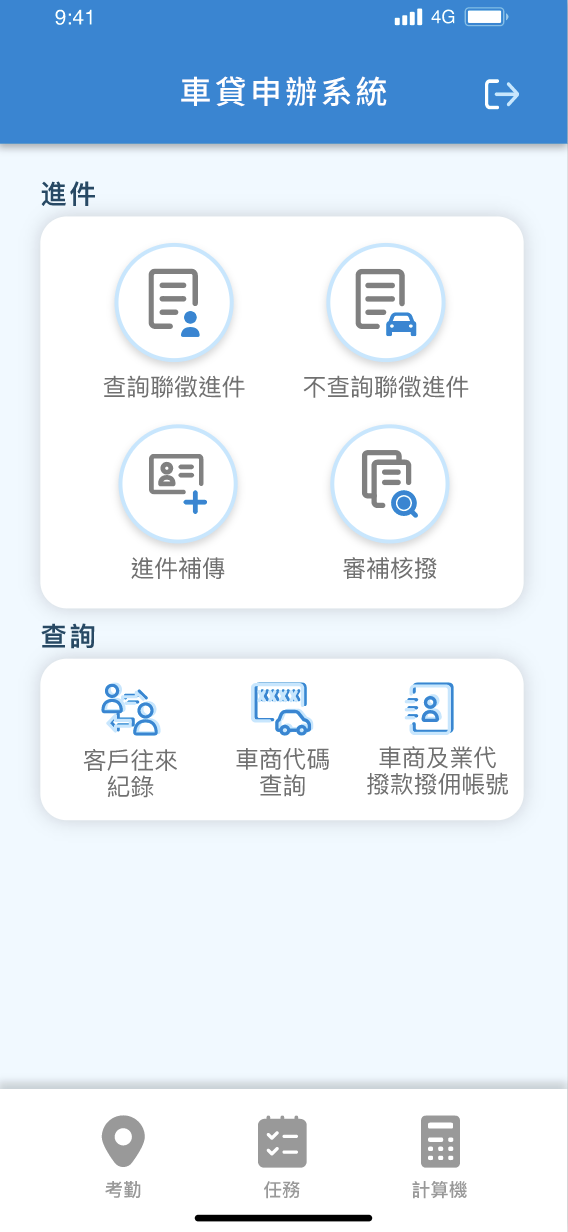 9:41
4G
車貸申辦系統
進件
查詢聯徵進件
不查詢聯徵進件
進件補傳
審補核撥
查詢
客戶往來
紀錄
車商代碼
查詢
車商及業代
撥款撥佣帳號
考勤
任務
計算機